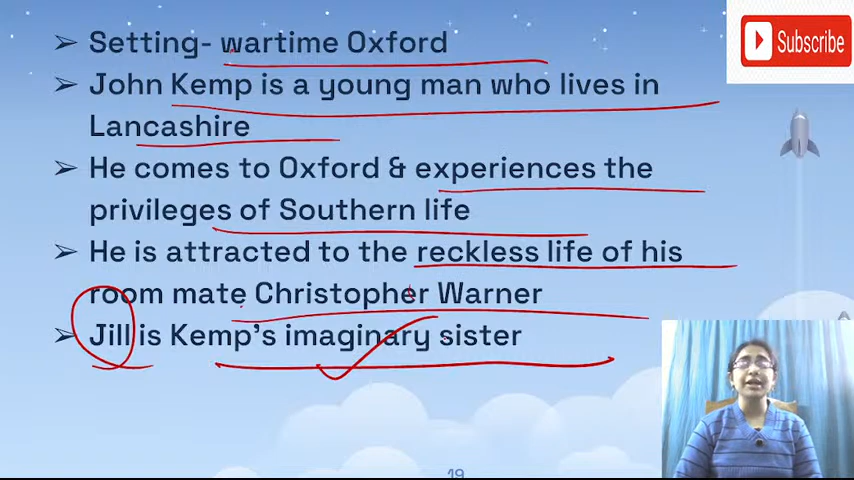 Subscribe
➢ Setting- wartime Oxford
➢ John Kemp is a young man who lives in
Lancashire
➢ He comes to Oxford & experiences the
privileges of Southern life
➢ He is attracted to the reckless life of his
room mate Christopher Warner
➢ Jill is Kemp's imaginary sister
19